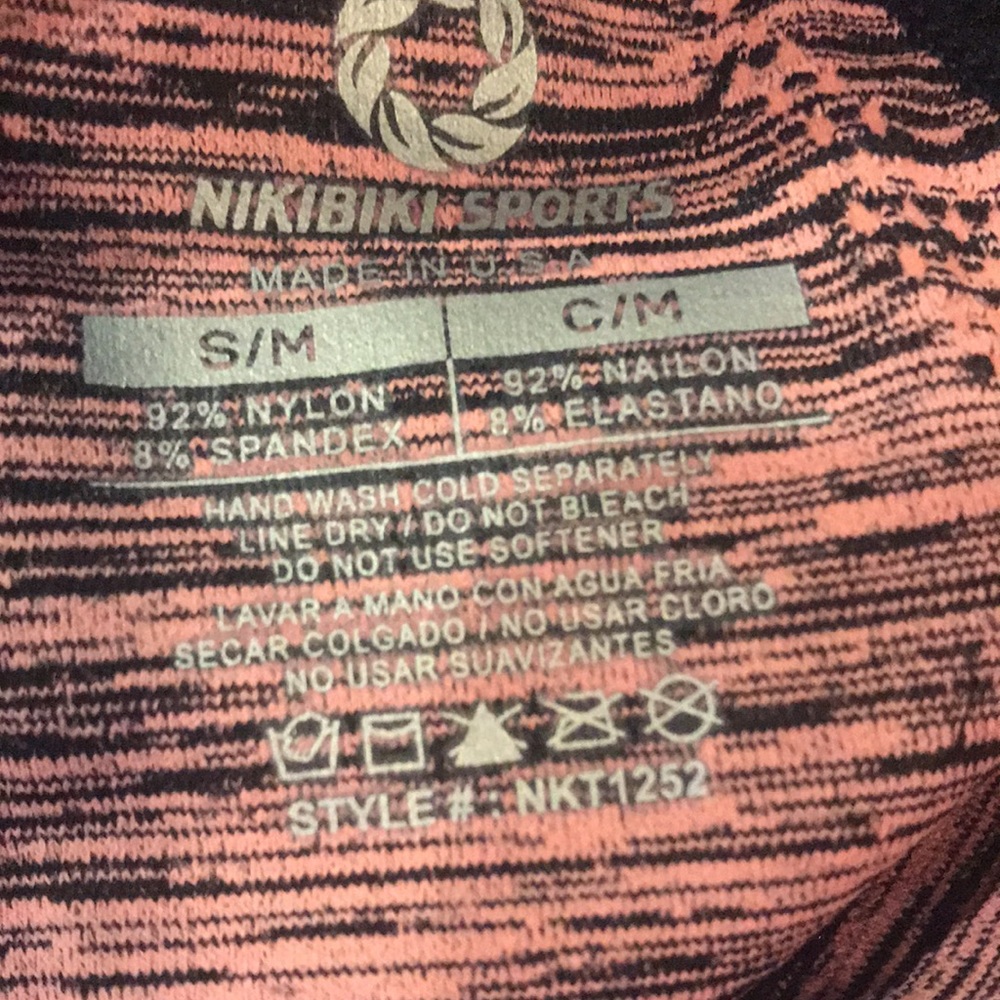 NIKIBIKI SPORTS
MADE IN U.S.A
S/M
C/M
92% NYLON
8% SPANDEX
92% NAILON
8% ELASTANO
HAND WASH COLD SEPARATELY
LINE DRY / DO NOT BLEACH
DO NOT USE SOFTENER
LAVAR A MANO CON AGUA FRIA
SECAR COLGADO / NO USAR CLORO
NO USAR SUAVIZANTES
STYLE # : NKT1252